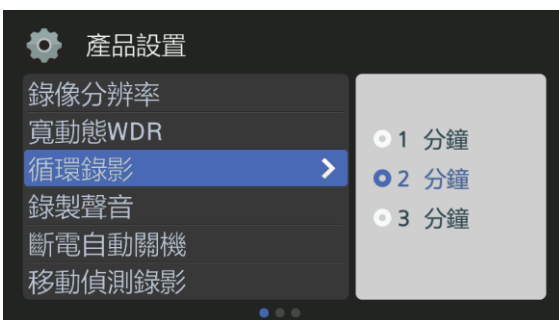 產品設置
錄像分辨率
寬動態WDR
循環錄影
錄製聲音
斷電自動關機
移動偵測錄影
1 分鐘
2 分鐘
3 分鐘